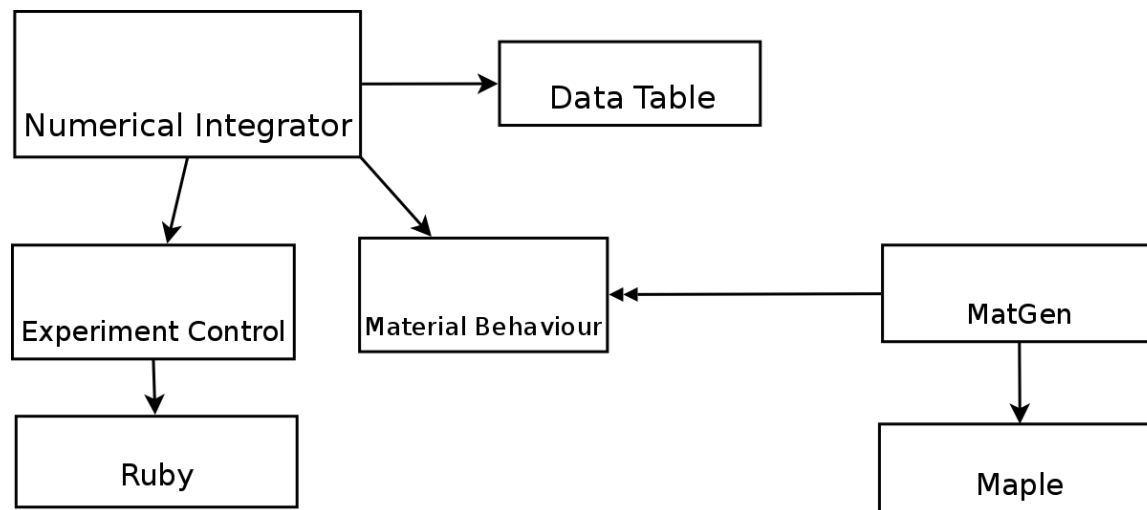 Numerical Integrator
Data Table
Experiment Control
Material Behaviour
MatGen
Ruby
Maple